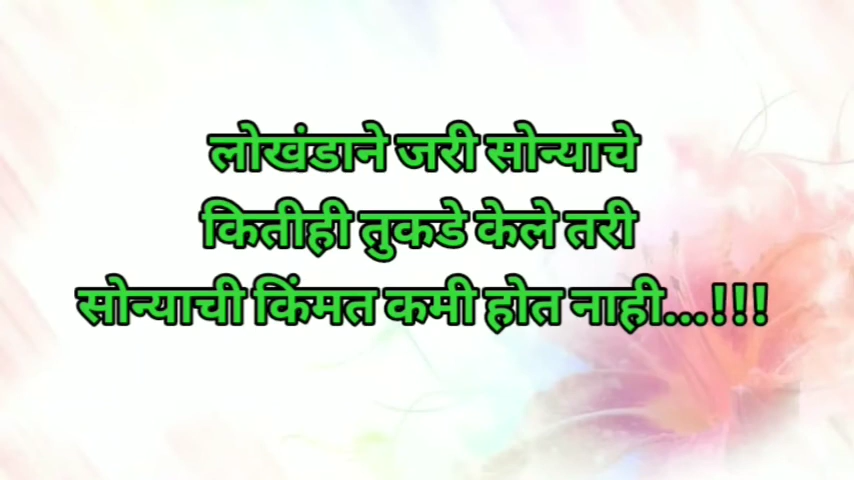 लोखंडाने जरी सोन्याचे
कितीही तुकडे केले तरी
सोन्याची किंमत कमी होत नाही...!!!